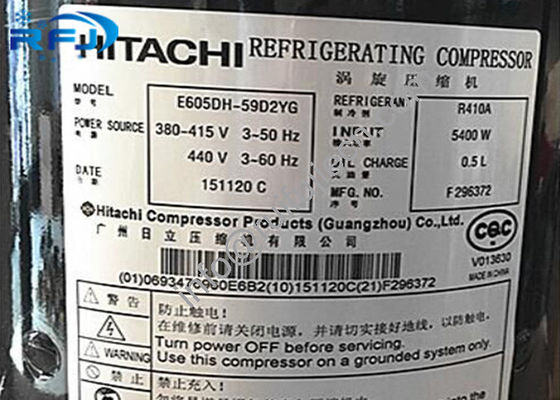 RFJ
HITACHI REFRIGERATING COMPRESSOR
涡旋压缩机
MODEL
型号
E605DH-59D2YG
REFRIGERANT
制冷剂
R410A
POWER SOURCE
380-415 V 3~50 Hz
440 V 3~60 Hz
INPUT
5400 W
OIL CHARGE
0.5 L
DATE
日期
151120 C
MFG. NO.
F296372
Hitachi Compressor Products (Guangzhou) Co., Ltd.
广州日立压缩机有限公司
CQC
V013630
MADE IN CHINA
(01)0693476930E6B2(10)151120C(21)F296372
警告
WARNING
防止触电!
在维修前请关闭电源，并请切实接好地线，以防触电。
Turn power OFF before servicing.
Use this compressor on a grounded system only.
禁止
禁止充入!